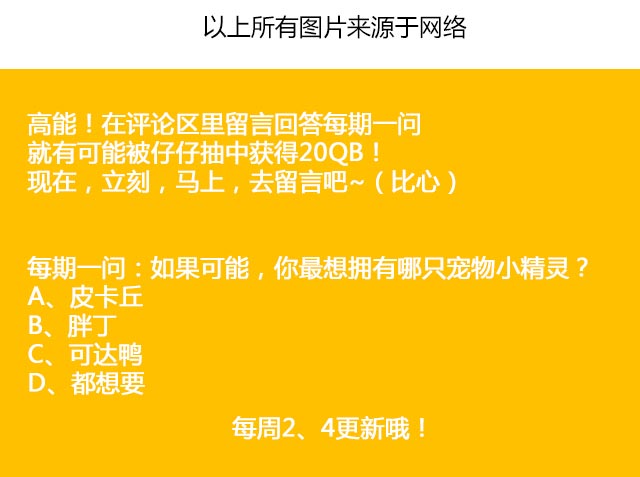 以上所有图片来源于网络
高能！在评论区里留言回答每期一问
就有可能被仔仔抽中获得20QB！
现在，立刻，马上，去留言吧~（比心）
每期一问：如果可能，你最想拥有哪只宠物小精灵？
A、皮卡丘
B、胖丁
C、可达鸭
D、都想要
每周2、4更新哦！